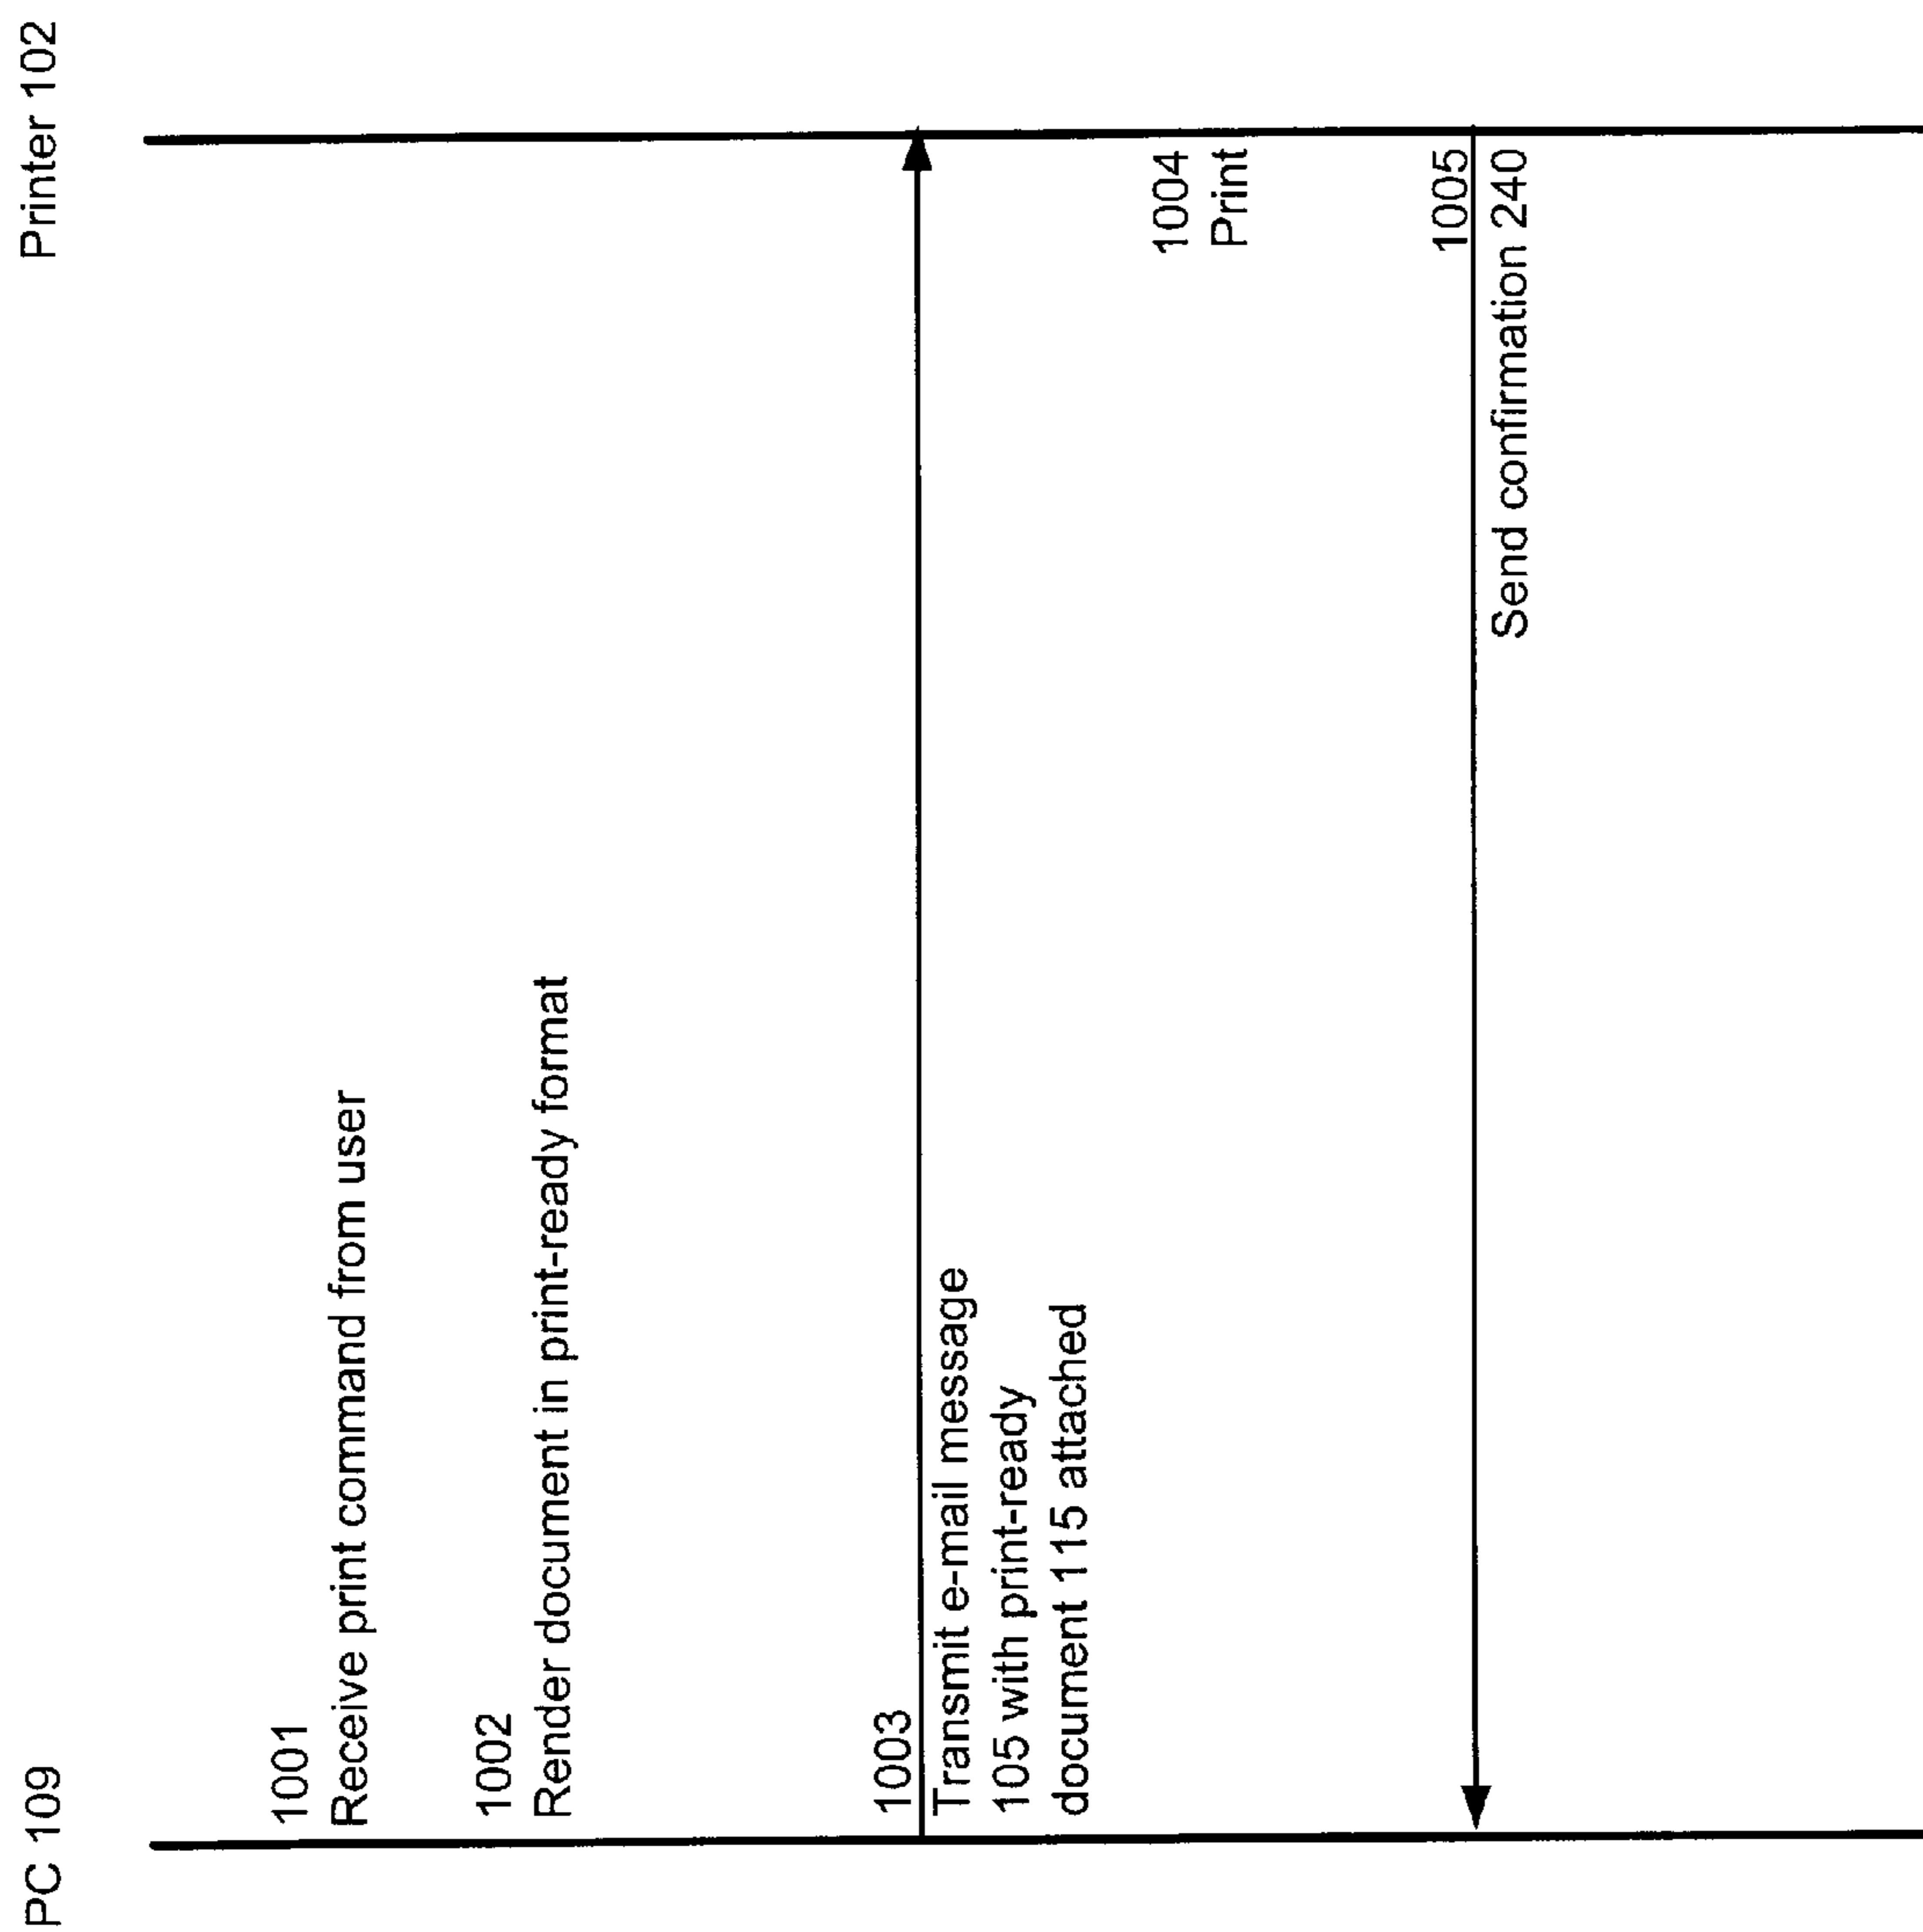 PC 109
Printer 102
1001
Receive print command from user
1002
Render document in print-ready format
1003
Transmit e-mail message
105 with print-ready
document 115 attached
1004
Print
1005
Send confirmation 240